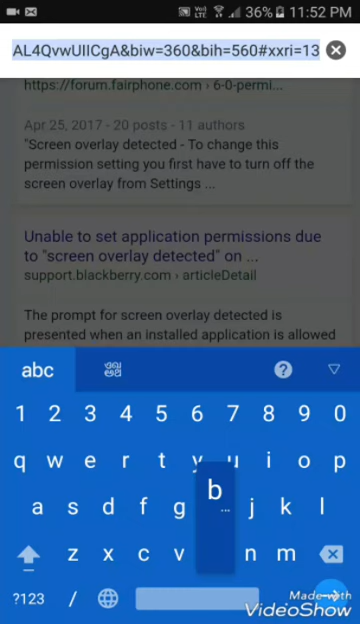 Vo) LTE 36% 11:52 PM
AL4QvwUIICgA&biw=360&bih=560#xxri=13
https://forum.fairphone.com › 6-0-permi...
Apr 25, 2017 - 20 posts - 11 authors
"Screen overlay detected - To change this
permission setting you first have to turn off the
screen overlay from Settings ...
Unable to set application permissions due
to "screen overlay detected" on ...
support.blackberry.com › articleDetail
The prompt for screen overlay detected is
presented when an installed application is allowed
abc ?
1 2 3 4 5 6 7 8 9 0
q w e r t y u i o p
a s d f g b ... j k l
z x c v n m
?123 /
Made with
VideoShow